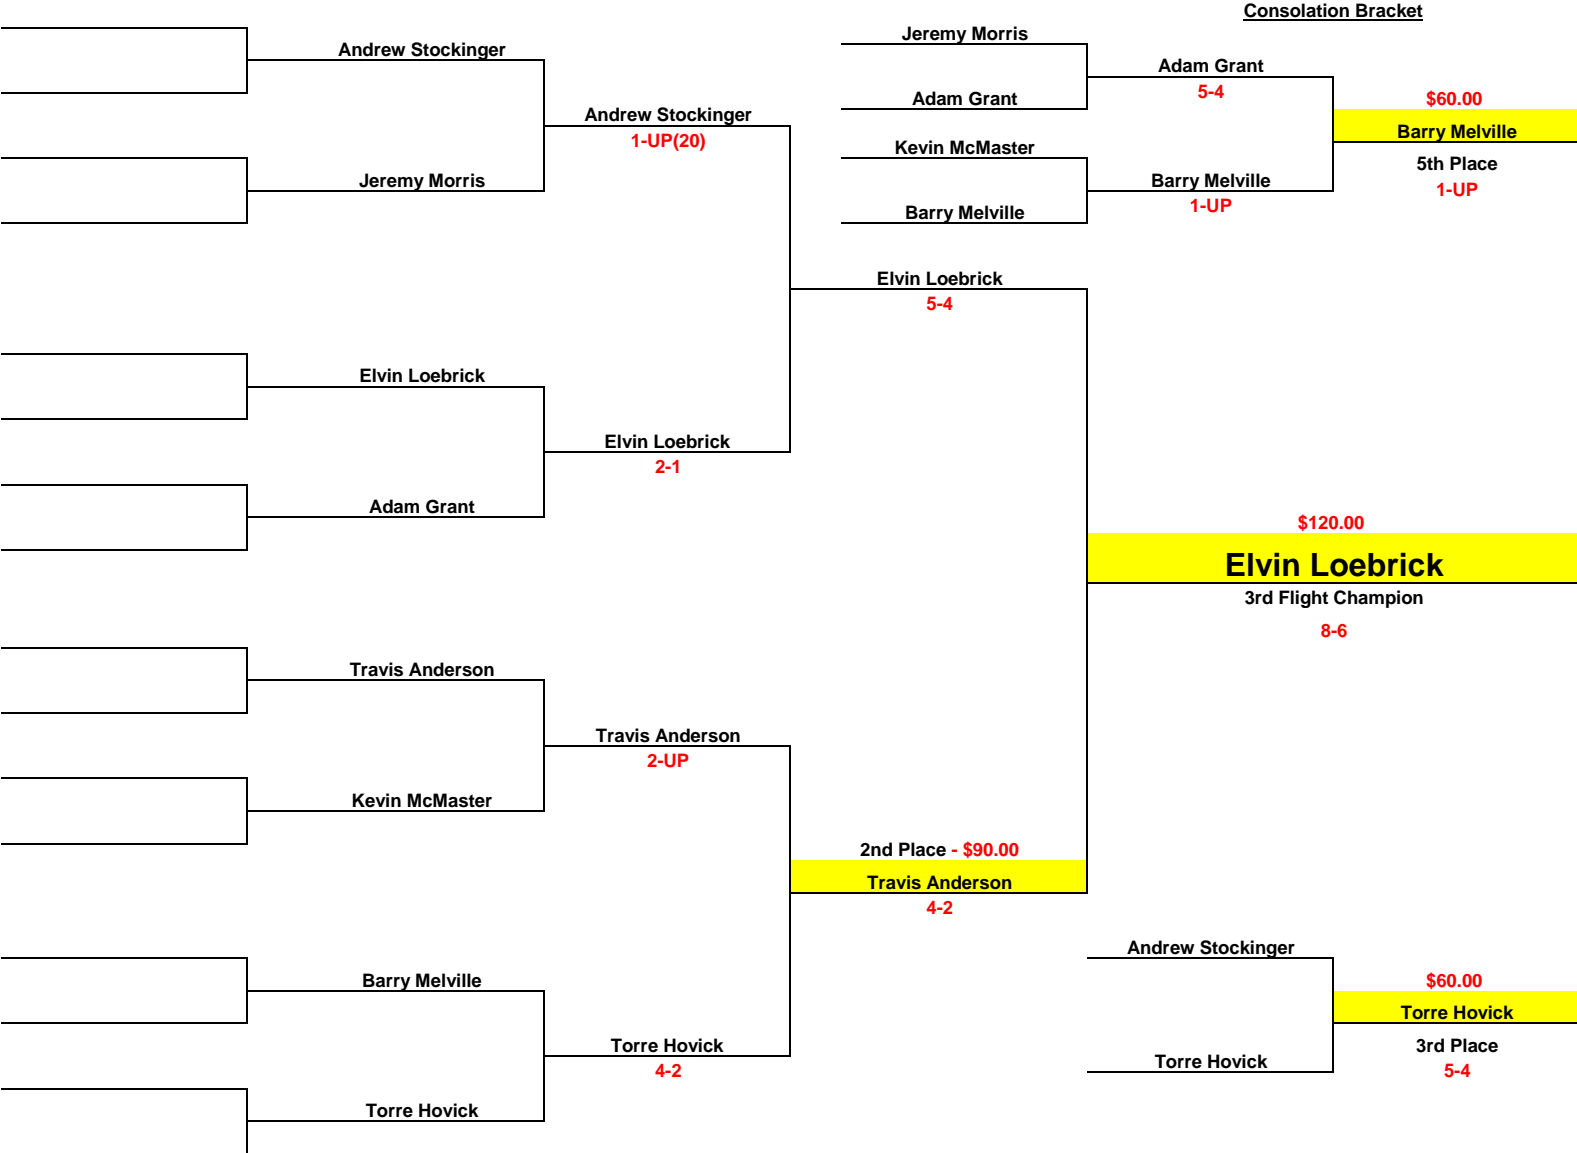 Consolation Bracket
Jeremy Morris
Andrew Stockinger
Adam Grant
5-4
Adam Grant
$60.00
Andrew Stockinger
1-UP(20)
Barry Melville
Kevin McMaster
5th Place
1-UP
Jeremy Morris
Barry Melville
1-UP
Barry Melville
Elvin Loebrick
5-4
Elvin Loebrick
Elvin Loebrick
2-1
Adam Grant
$120.00
Elvin Loebrick
3rd Flight Champion
8-6
Travis Anderson
Travis Anderson
2-UP
Kevin McMaster
2nd Place - $90.00
Travis Anderson
4-2
Andrew Stockinger
Barry Melville
$60.00
Torre Hovick
Torre Hovick
4-2
3rd Place
5-4
Torre Hovick
Torre Hovick